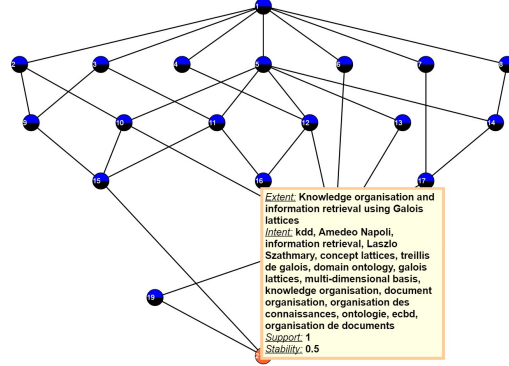 1
2
3
4
5
7
8
9
10
11
12
13
14
15
16
17
Extent: Knowledge organisation and
information retrieval using Galois
lattices
Intent: kdd, Amedeo Napoli,
information retrieval, Laszlo
Szathmary, concept lattices, treillis
de galois, domain ontology, galois
lattices, multi-dimensional basis,
knowledge organisation, document
organisation, organisation des
connaissances, ontologie, ecbd,
organisation de documents
Support: 1
Stability: 0.5
19